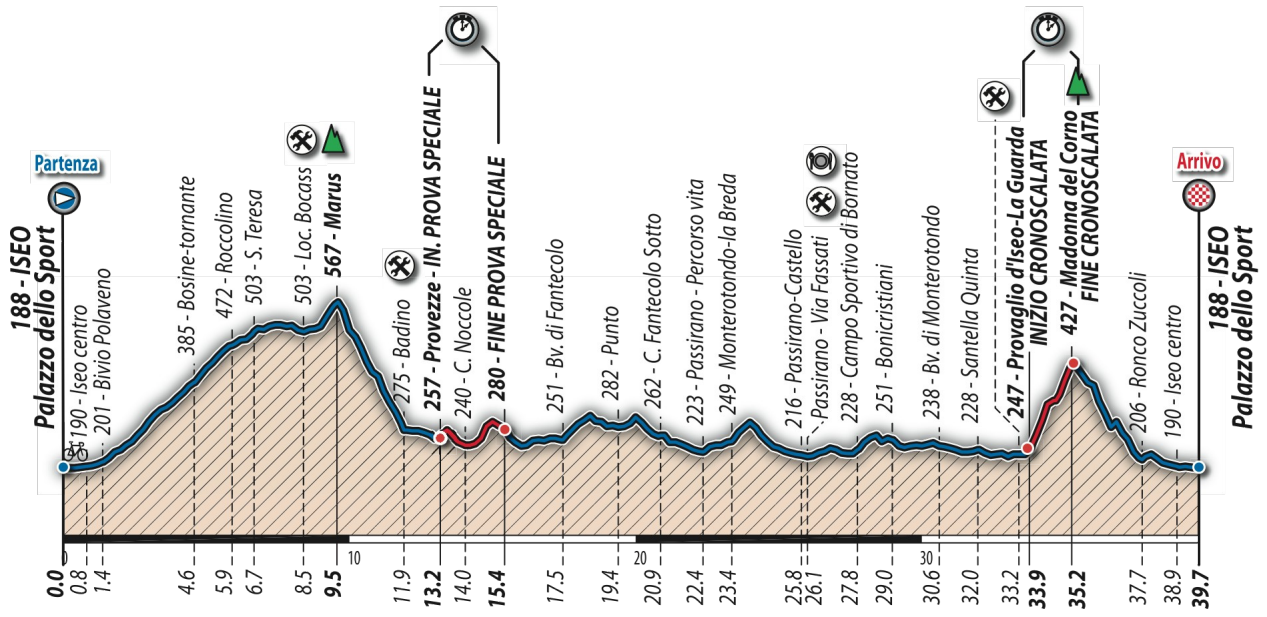 Partenza
188 - ISEO
Palazzo dello Sport
190 - Iseo centro
201 - Bivio Polaveno
385 - Bosine-tornante
472 - Roccolino
503 - S. Teresa
503 - Loc. Bocass
567 - Marus
275 - Badino
257 - Provezze - IN. PROVA SPECIALE
240 - C. Noccole
280 - FINE PROVA SPECIALE
251 - Bv. di Fantecolo
282 - Punto
262 - C. Fantecolo Sotto
223 - Passirano - Percorso vita
249 - Monterotondo-la Breda
216 - Passirano-Castello
Passirano - Via Fassati
228 - Campo Sportivo di Bornato
251 - Bonicristiani
238 - Bv. di Monterotondo
228 - Santella Quinta
247 - Provaglio d'Iseo-La Guarda
INIZIO CRONOSCALATA
427 - Madonna del Corno
FINE CRONOSCALATA
206 - Ronco Zuccoli
190 - Iseo centro
Arrivo
188 - ISEO
Palazzo dello Sport
0
10
20
30
0.0
0.8
1.4
4.6
5.9
6.7
8.5
9.5
11.9
13.2
14.0
15.4
17.5
19.4
20.9
22.4
23.4
25.8
26.1
27.8
29.0
30.6
32.0
33.2
33.9
35.2
37.7
38.9
39.7